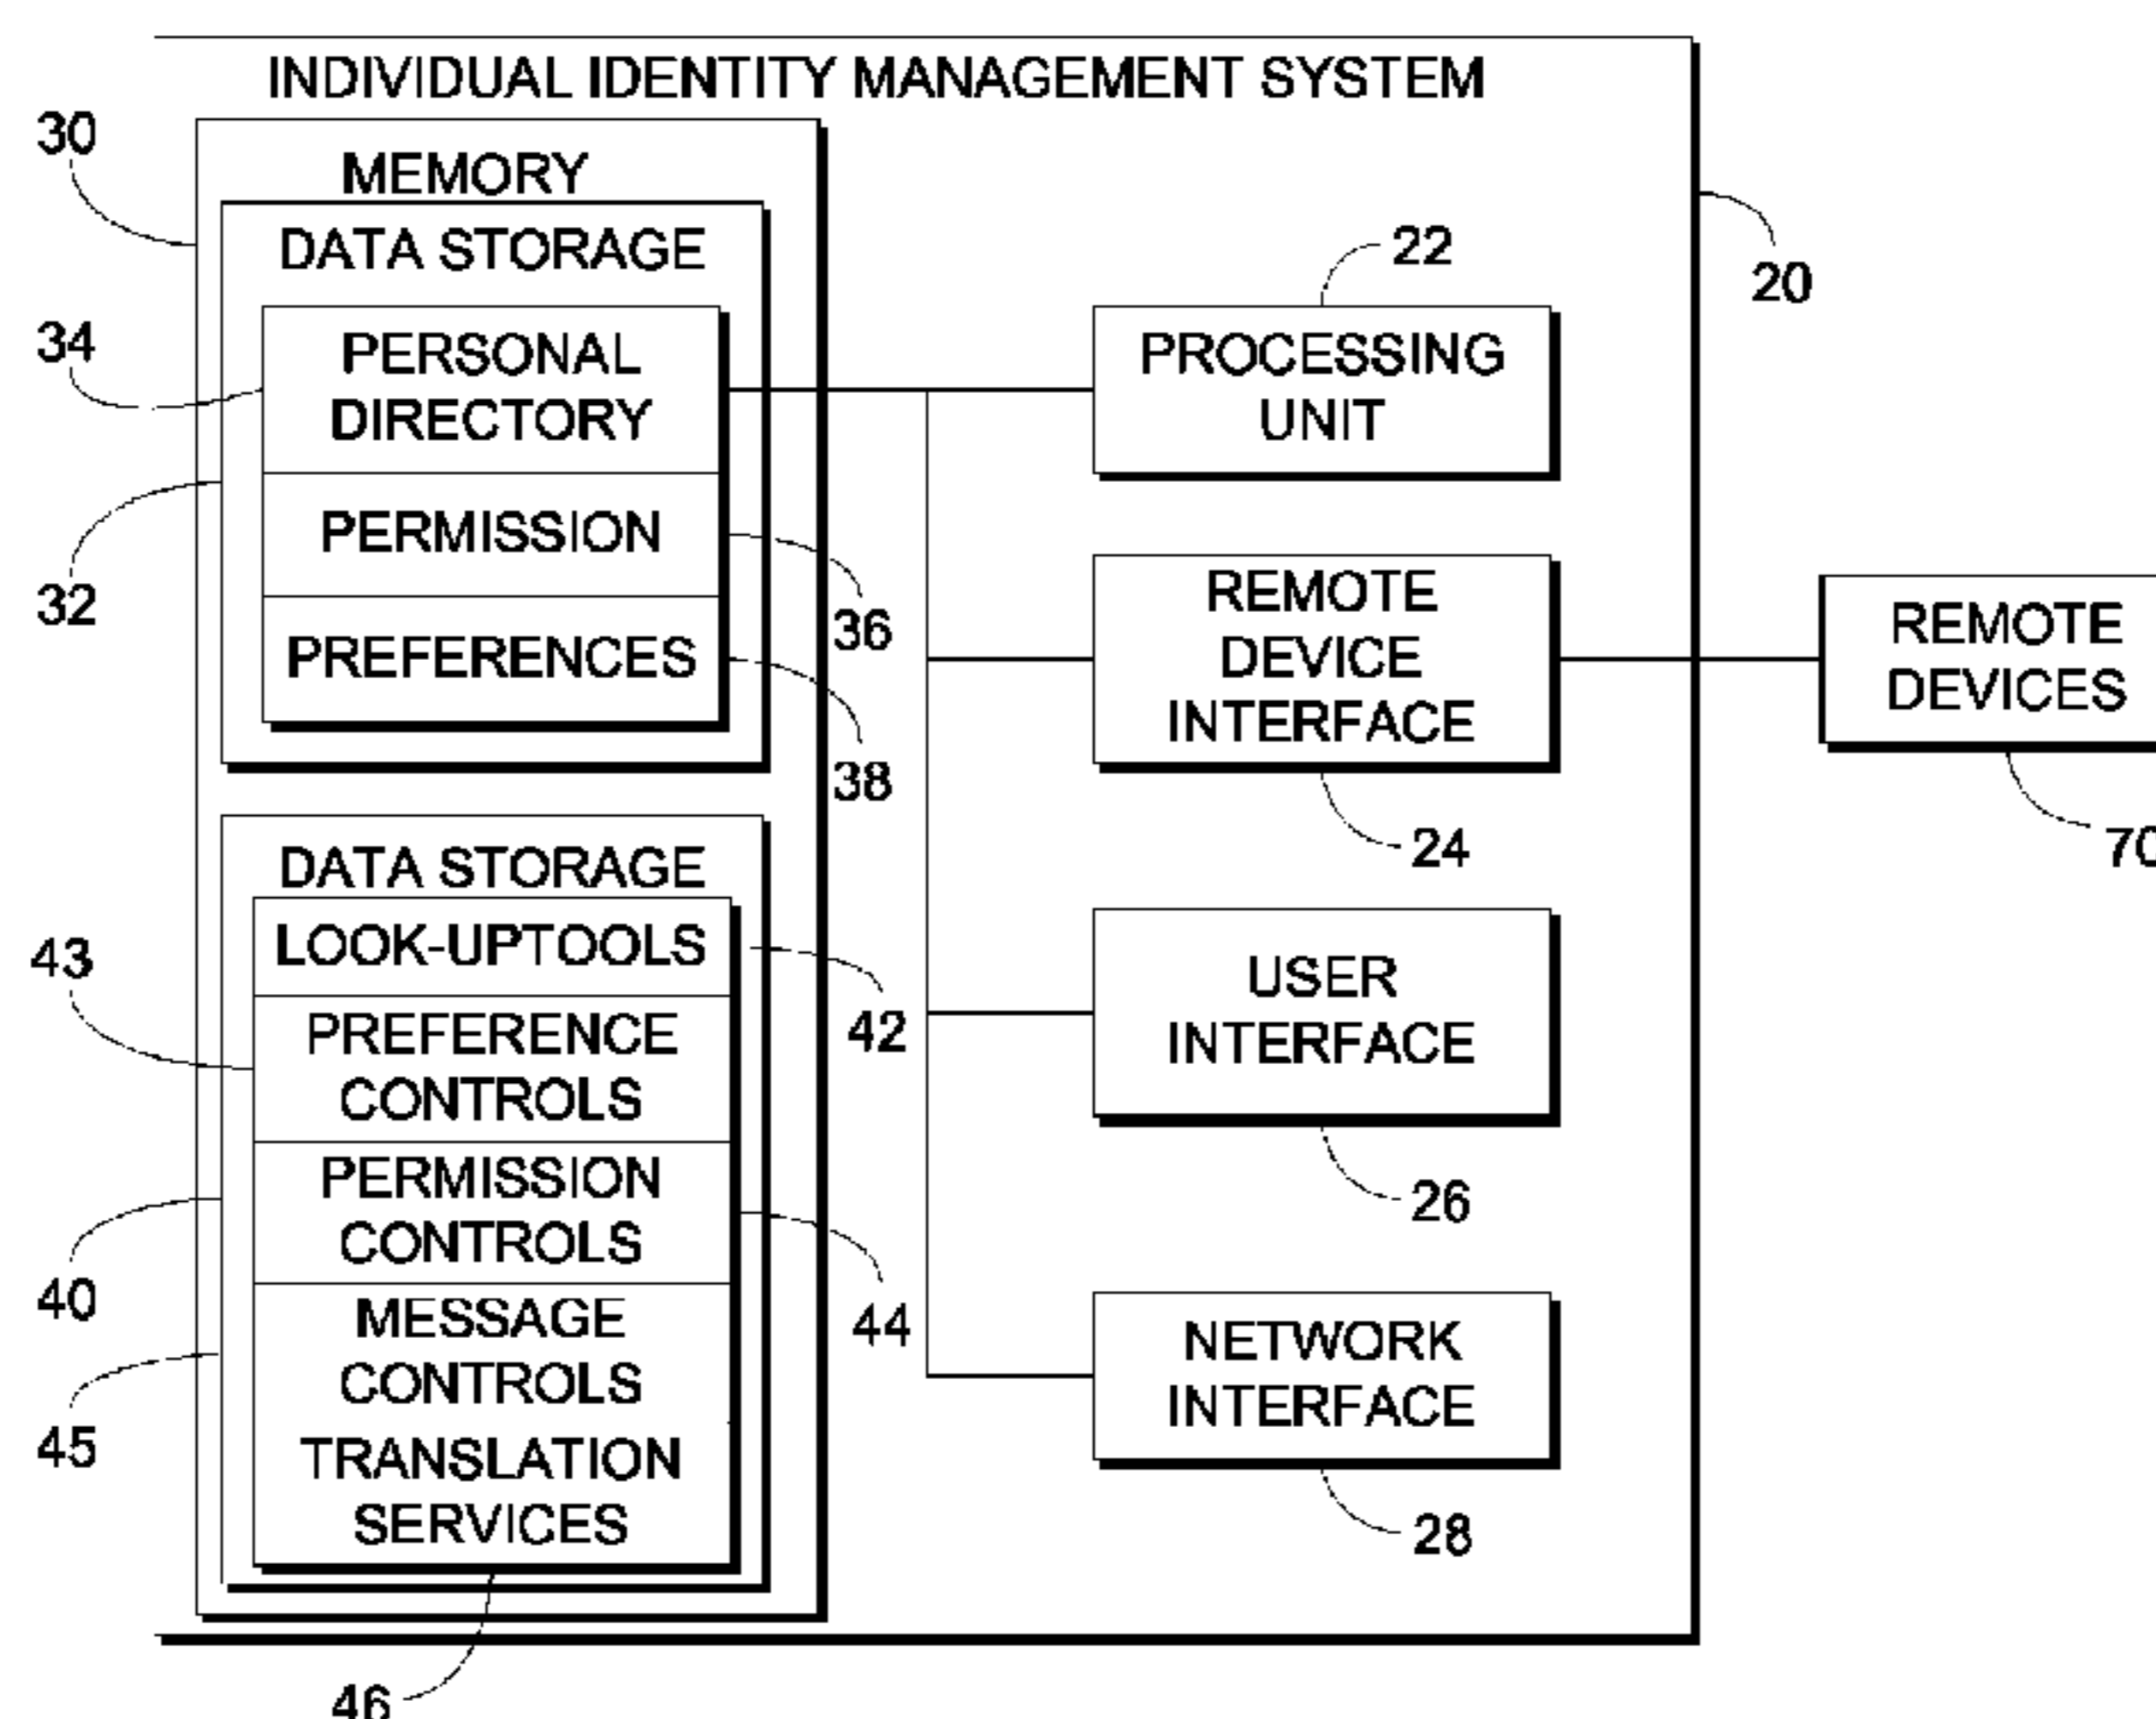 INDIVIDUAL IDENTITY MANAGEMENT SYSTEM
30
MEMORY
DATA STORAGE
34
PERSONAL
DIRECTORY
32
PERMISSION
36
PREFERENCES
38
DATA STORAGE
43
LOOK-UPTOOLS
42
PREFERENCE
CONTROLS
40
PERMISSION
CONTROLS
44
45
MESSAGE
CONTROLS
TRANSLATION
SERVICES
46
22
PROCESSING
UNIT
20
REMOTE
DEVICE
INTERFACE
24
REMOTE
DEVICES
70
USER
INTERFACE
26
NETWORK
INTERFACE
28